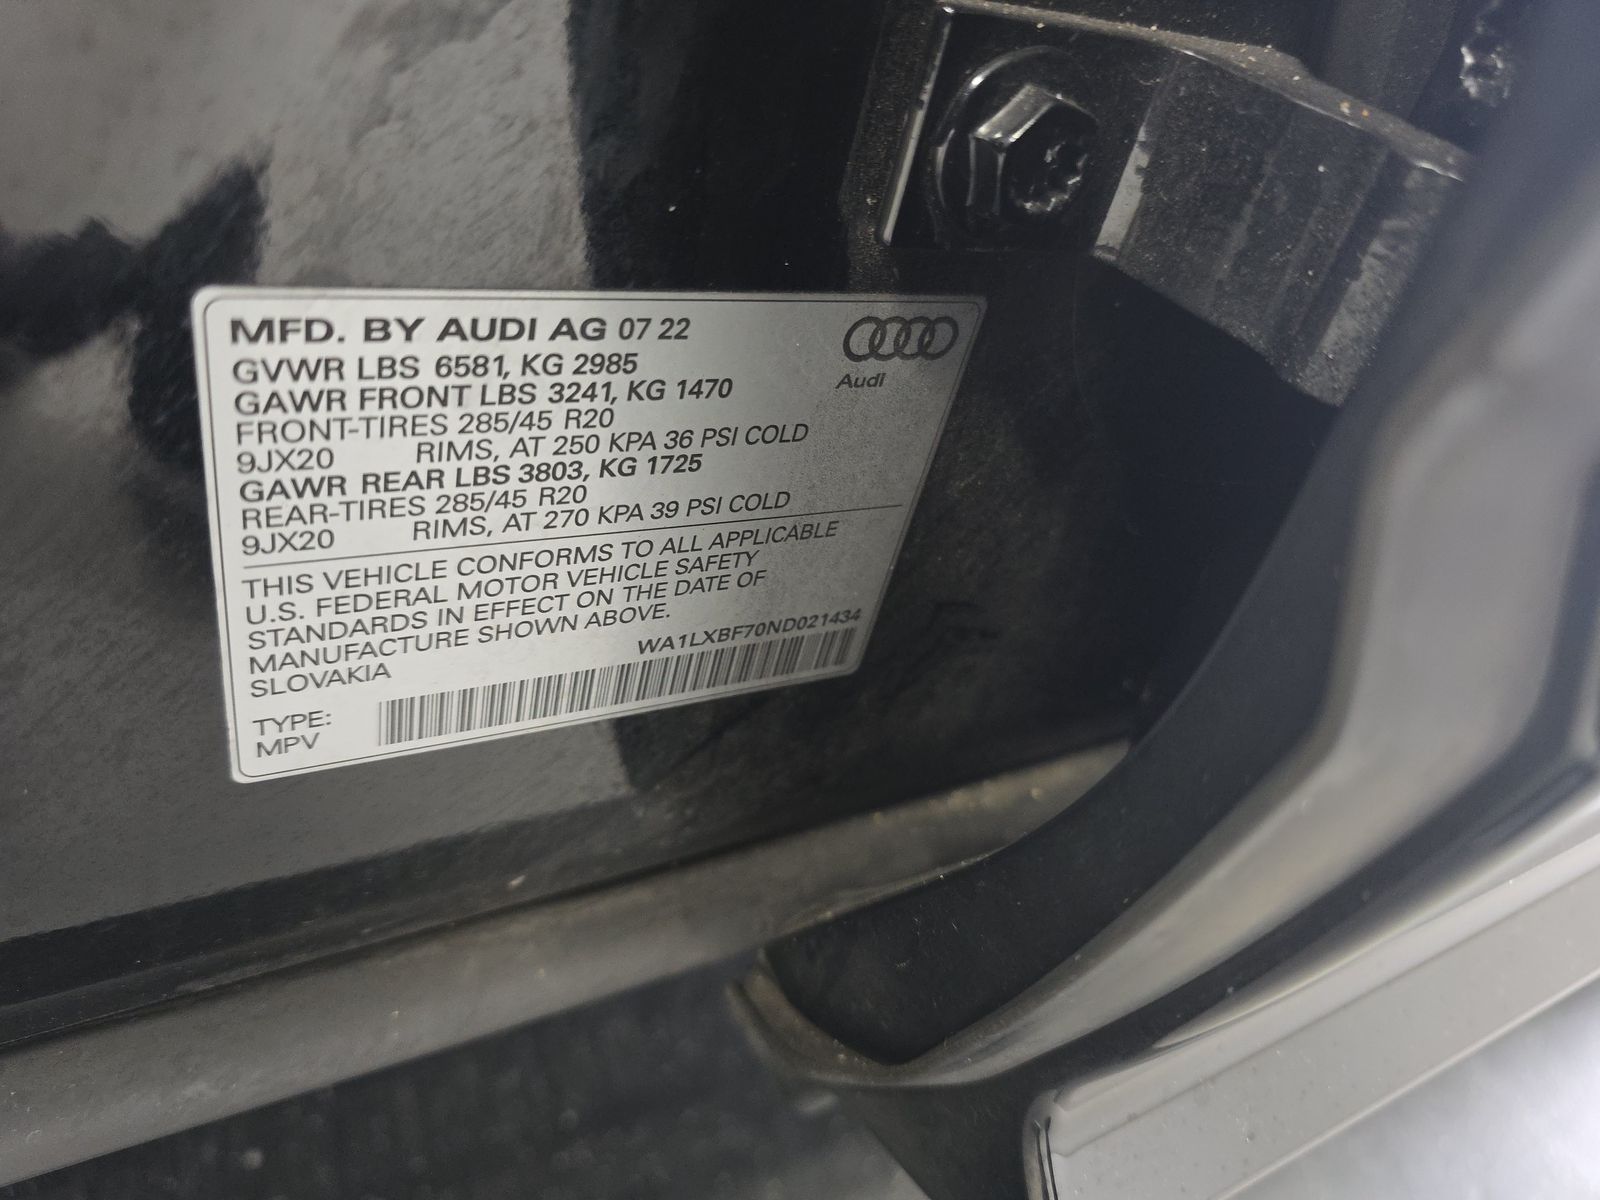 MFD. BY AUDI AG 07 22
GVWR LBS 6581, KG 2985
GAWR FRONT LBS 3241, KG 1470
FRONT-TIRES 285/45 R20
9JX20 RIMS, AT 250 KPA 36 PSI COLD
GAWR REAR LBS 3803, KG 1725
REAR-TIRES 285/45 R20
9JX20 RIMS, AT 270 KPA 39 PSI COLD
Audi
THIS VEHICLE CONFORMS TO ALL APPLICABLE
U.S. FEDERAL MOTOR VEHICLE SAFETY
STANDARDS IN EFFECT ON THE DATE OF
MANUFACTURE SHOWN ABOVE.
SLOVAKIA
WA1LXBF70ND021434
TYPE:
MPV